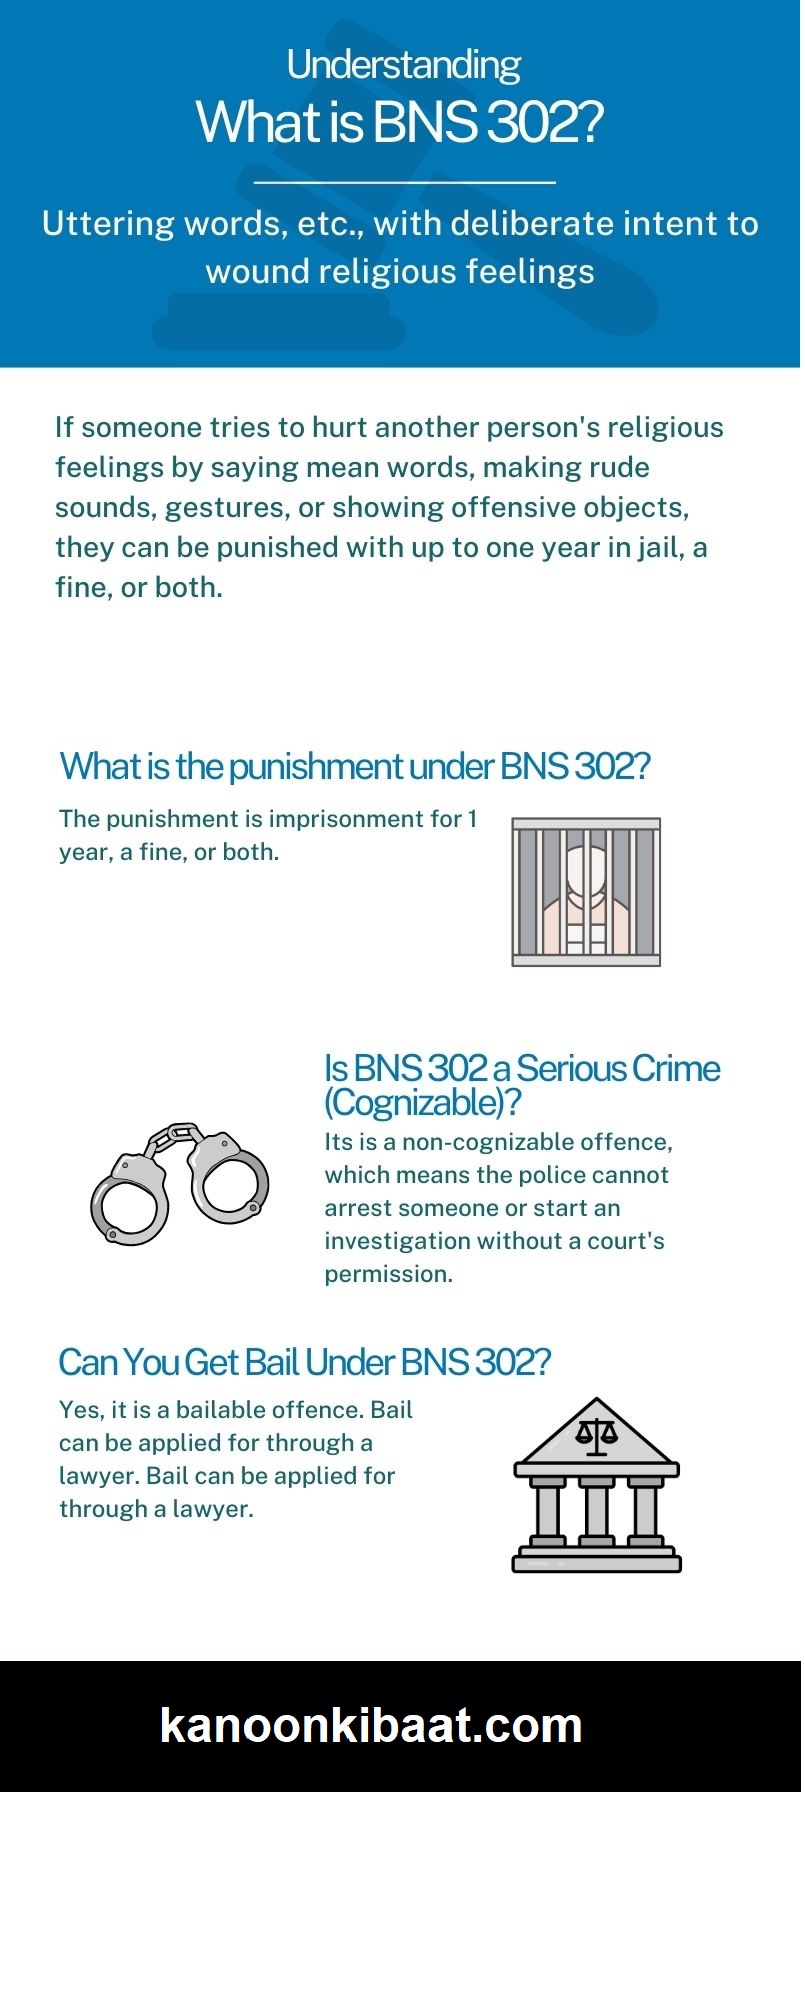 Understanding
What is BNS 302?
Uttering words, etc., with deliberate intent to
wound religious feelings
If someone tries to hurt another person's religious
feelings by saying mean words, making rude
sounds, gestures, or showing offensive objects,
they can be punished with up to one year in jail, a
fine, or both.
What is the punishment under BNS 302?
The punishment is imprisonment for 1
year, a fine, or both.
Is BNS 302 a Serious Crime
(Cognizable)?
Its is a non-cognizable offence,
which means the police cannot
arrest someone or start an
investigation without a court's
permission.
Can You Get Bail Under BNS 302?
Yes, it is a bailable offence. Bail
can be applied for through a
lawyer. Bail can be applied for
through a lawyer.
kanoonkibaat.com